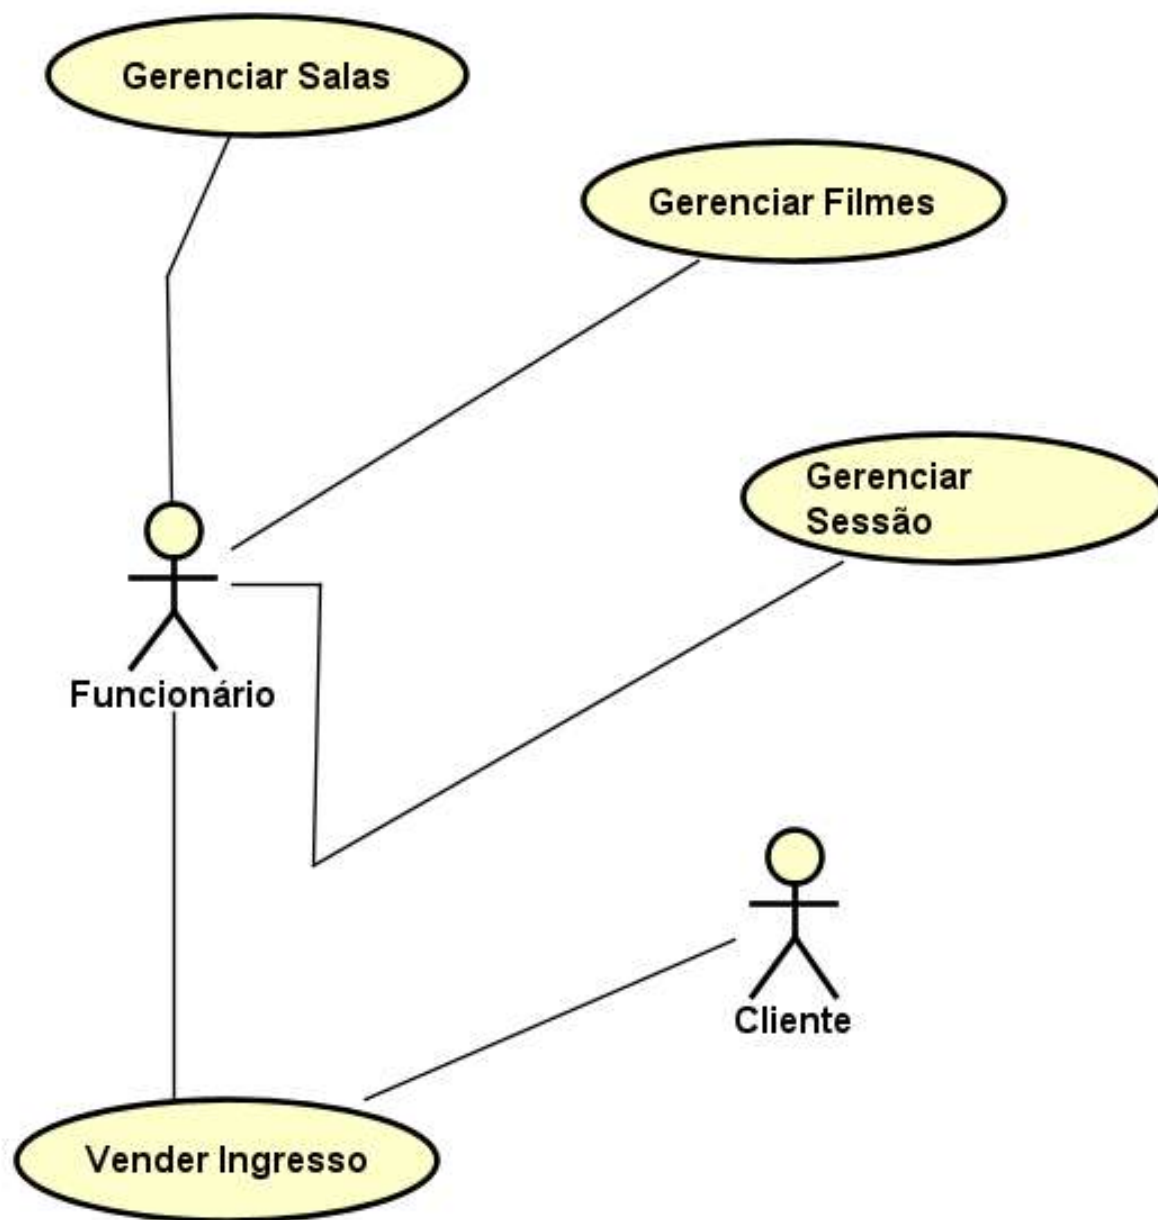 Gerenciar Salas
Gerenciar Filmes
Gerenciar
Sessão
Funcionário
Cliente
Vender Ingresso